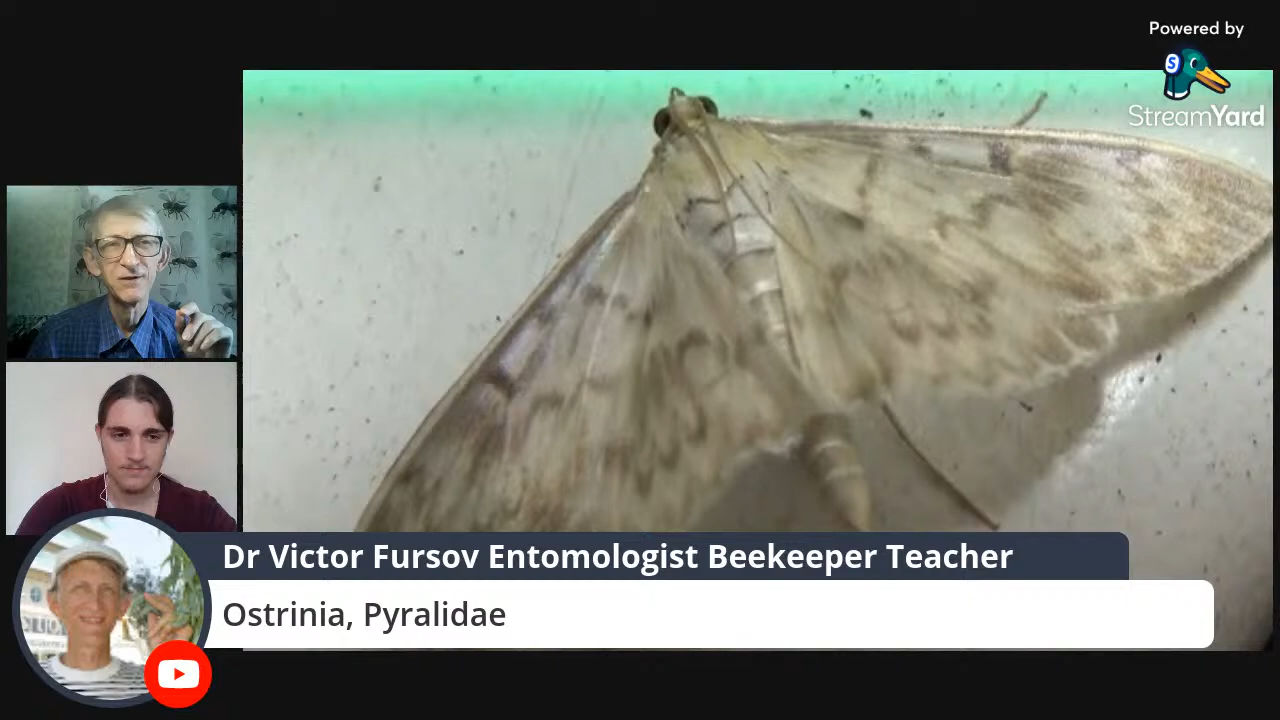 Powered by
StreamYard
Dr Victor Fursov Entomologist Beekeeper Teacher
Ostrinia, Pyralidae